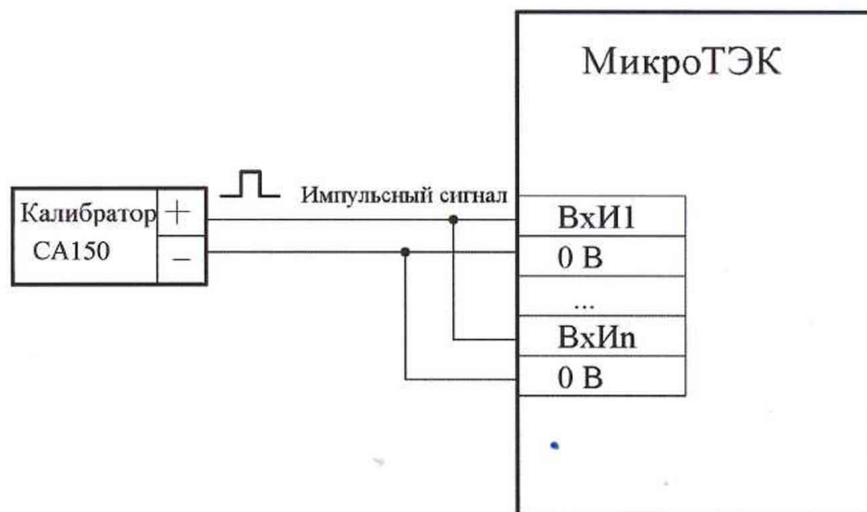 МикроТЭК
Импульсный сигнал
Калибратор +
СА150 −
ВхИ1
0 В
...
ВхИn
0 В